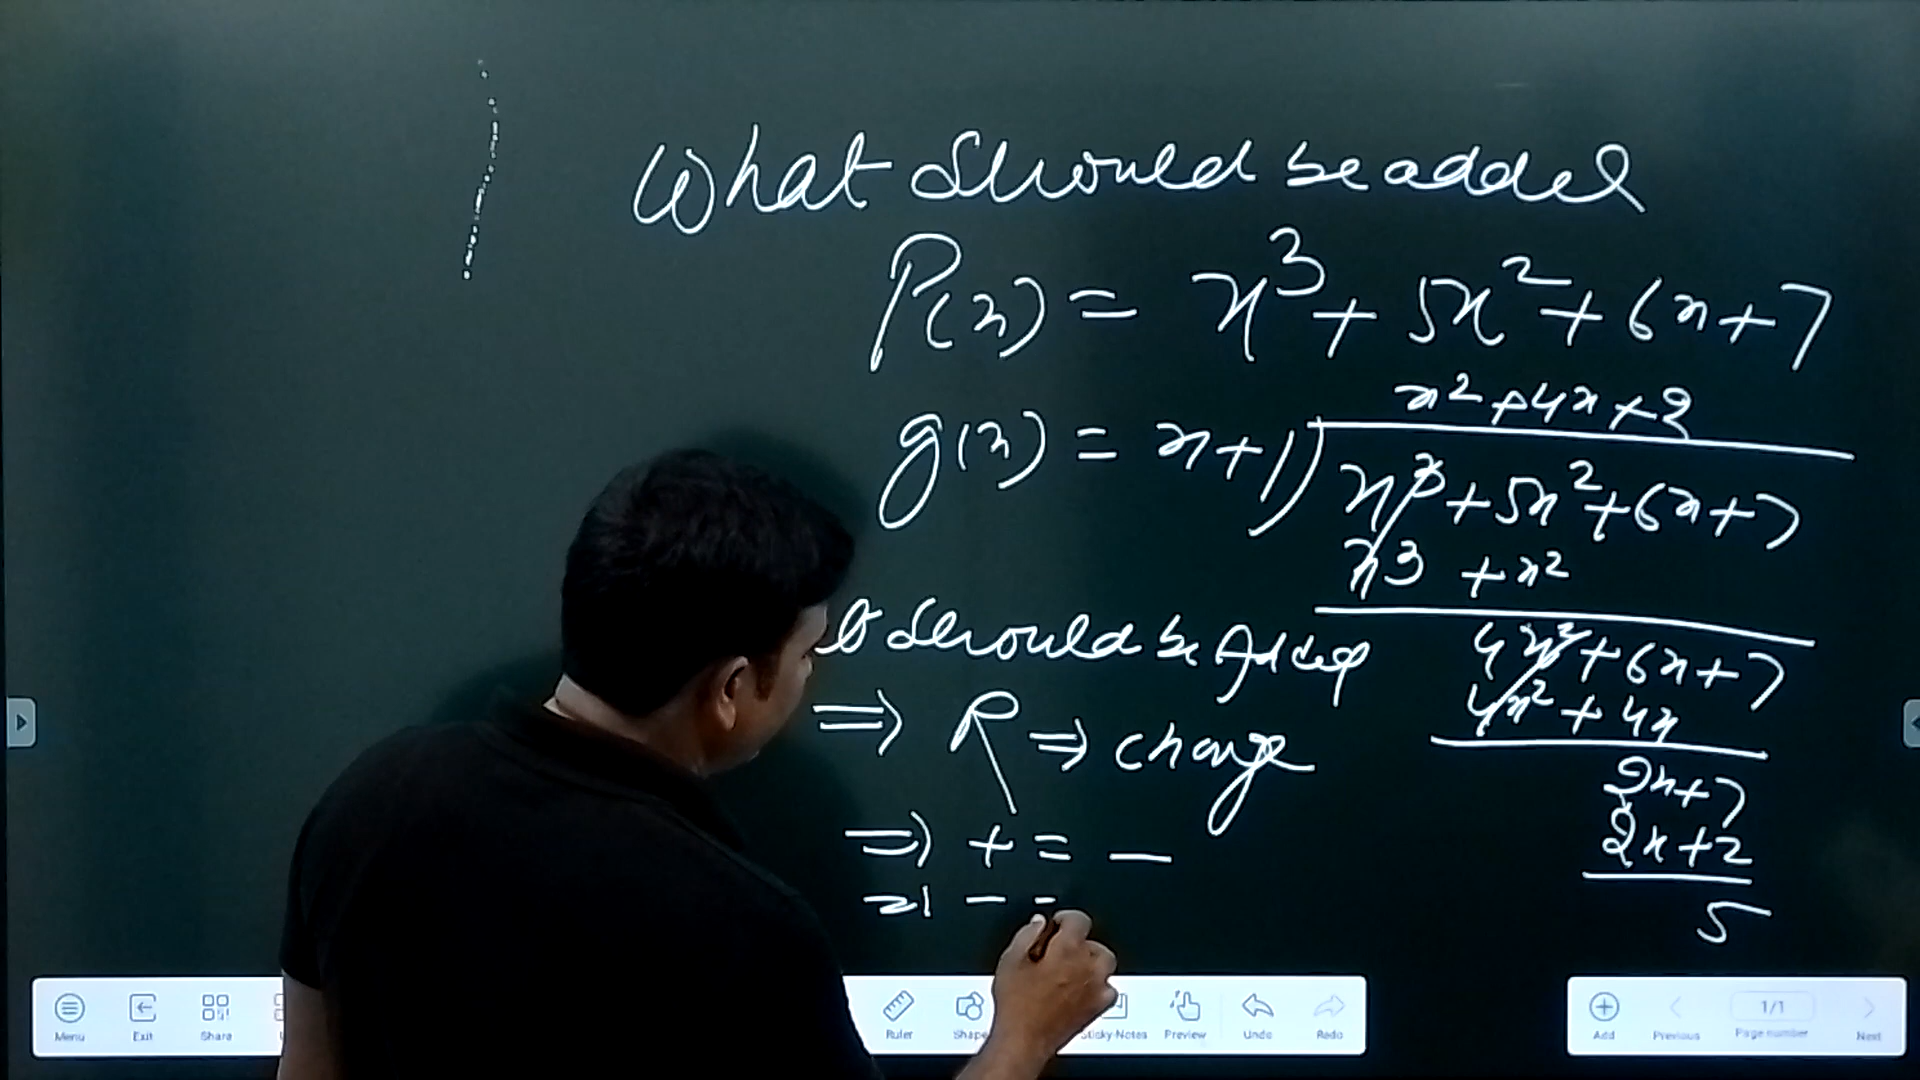 What should be added
P(x) = x³ + 5x² + 6x + 7
x² + 4x + 2
g(x) = x+1) x³ + 5x² + 6x + 7
x³ + x²
should be Added
4x² + 6x + 7
4x² + 4x
⇒ R ⇒ change
2x + 7
2x + 2
⇒ + = −
5
⇒ − =
Menu
Exit
Share
Ruler
Sticky-Notes
Preview
Undo
Redo
Add
Previous
1/1
Page number
Next